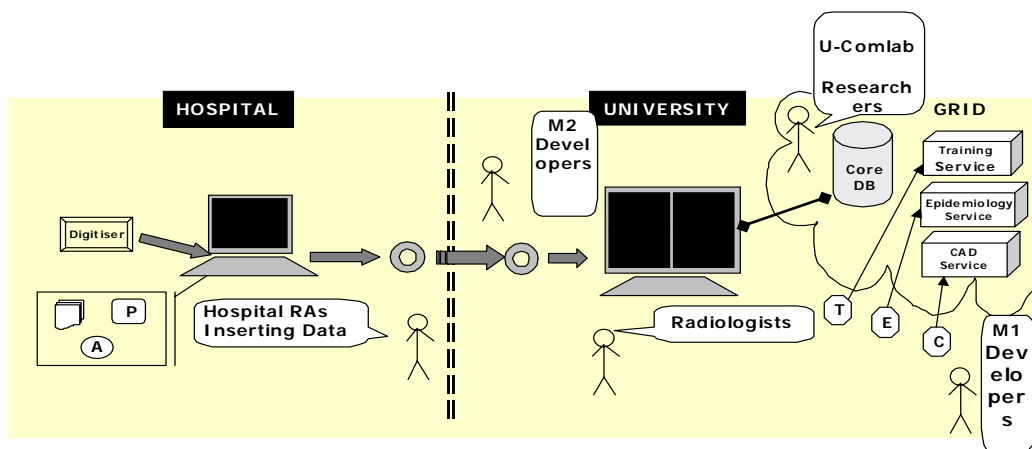 U-Comlab
Research
ers
HOSPITAL
UNIVERSITY
GRID
M2
Devel
opers
Training
Service
Core
DB
Epidemiology
Service
Digitiser
CAD
Service
P
A
Hospital RAs
Inserting Data
Radiologists
T
E
C
M1
Dev
elo
per
s